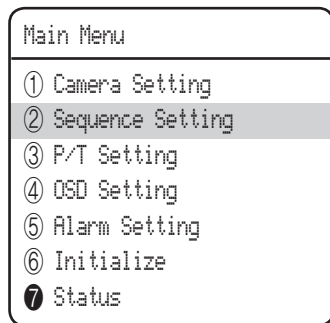 Main Menu
① Camera Setting
② Sequence Setting
③ P/T Setting
④ OSD Setting
⑤ Alarm Setting
⑥ Initialize
❼ Status